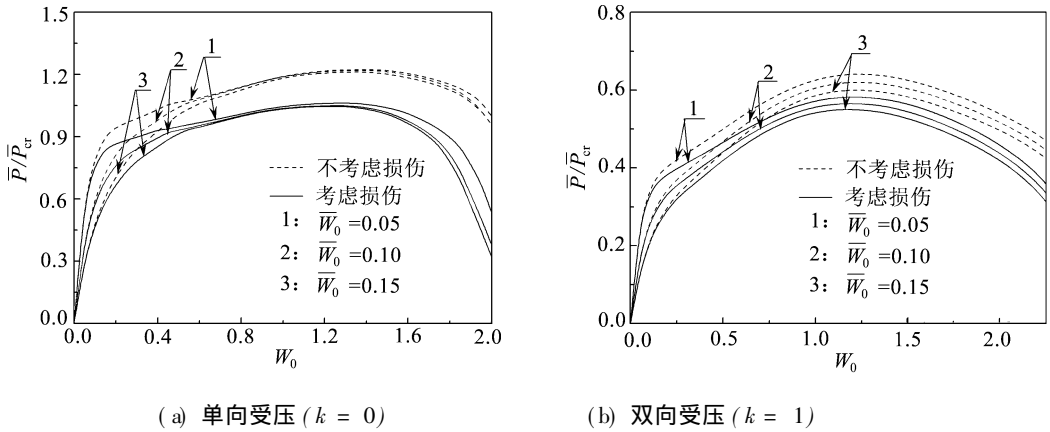 1.5
1.2
0.9
0.6
0.3
0.0
P̅/P̅cr
1
2
3
不考虑损伤
考虑损伤
1： W̅₀=0.05
2： W̅₀=0.10
3： W̅₀=0.15
0.0 0.4 0.8 1.2 1.6 2.0
W₀
(a) 单向受压(k = 0)
0.8
0.6
0.4
0.2
0.0
P̅/P̅cr
3
2
1
不考虑损伤
考虑损伤
1： W̅₀=0.05
2： W̅₀=0.10
3： W̅₀=0.15
0.0 0.5 1.0 1.5 2.0
W₀
(b) 双向受压(k = 1)